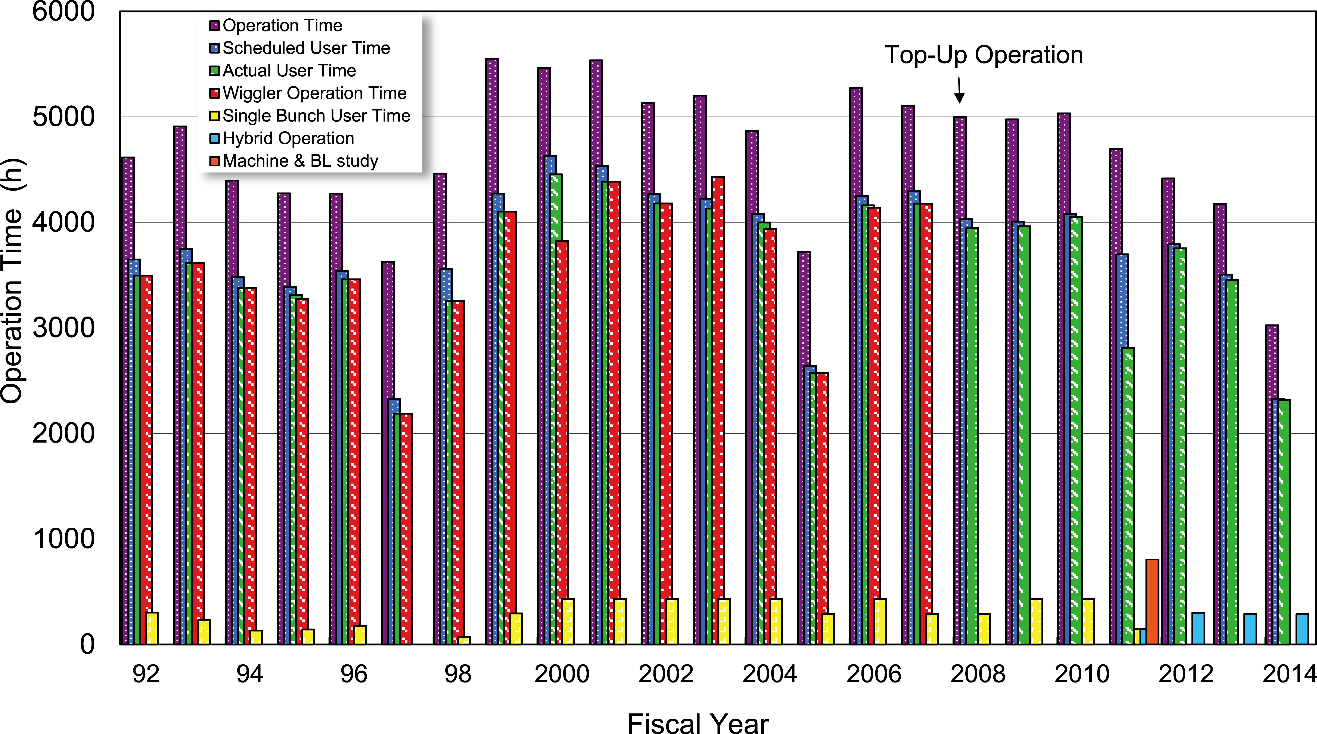 6000
5000
4000
3000
2000
1000
0
Operation Time (h)
Operation Time
Scheduled User Time
Actual User Time
Wiggler Operation Time
Single Bunch User Time
Hybrid Operation
Machine & BL study
Top-Up Operation
92 94 96 98 2000 2002 2004 2006 2008 2010 2012 2014
Fiscal Year